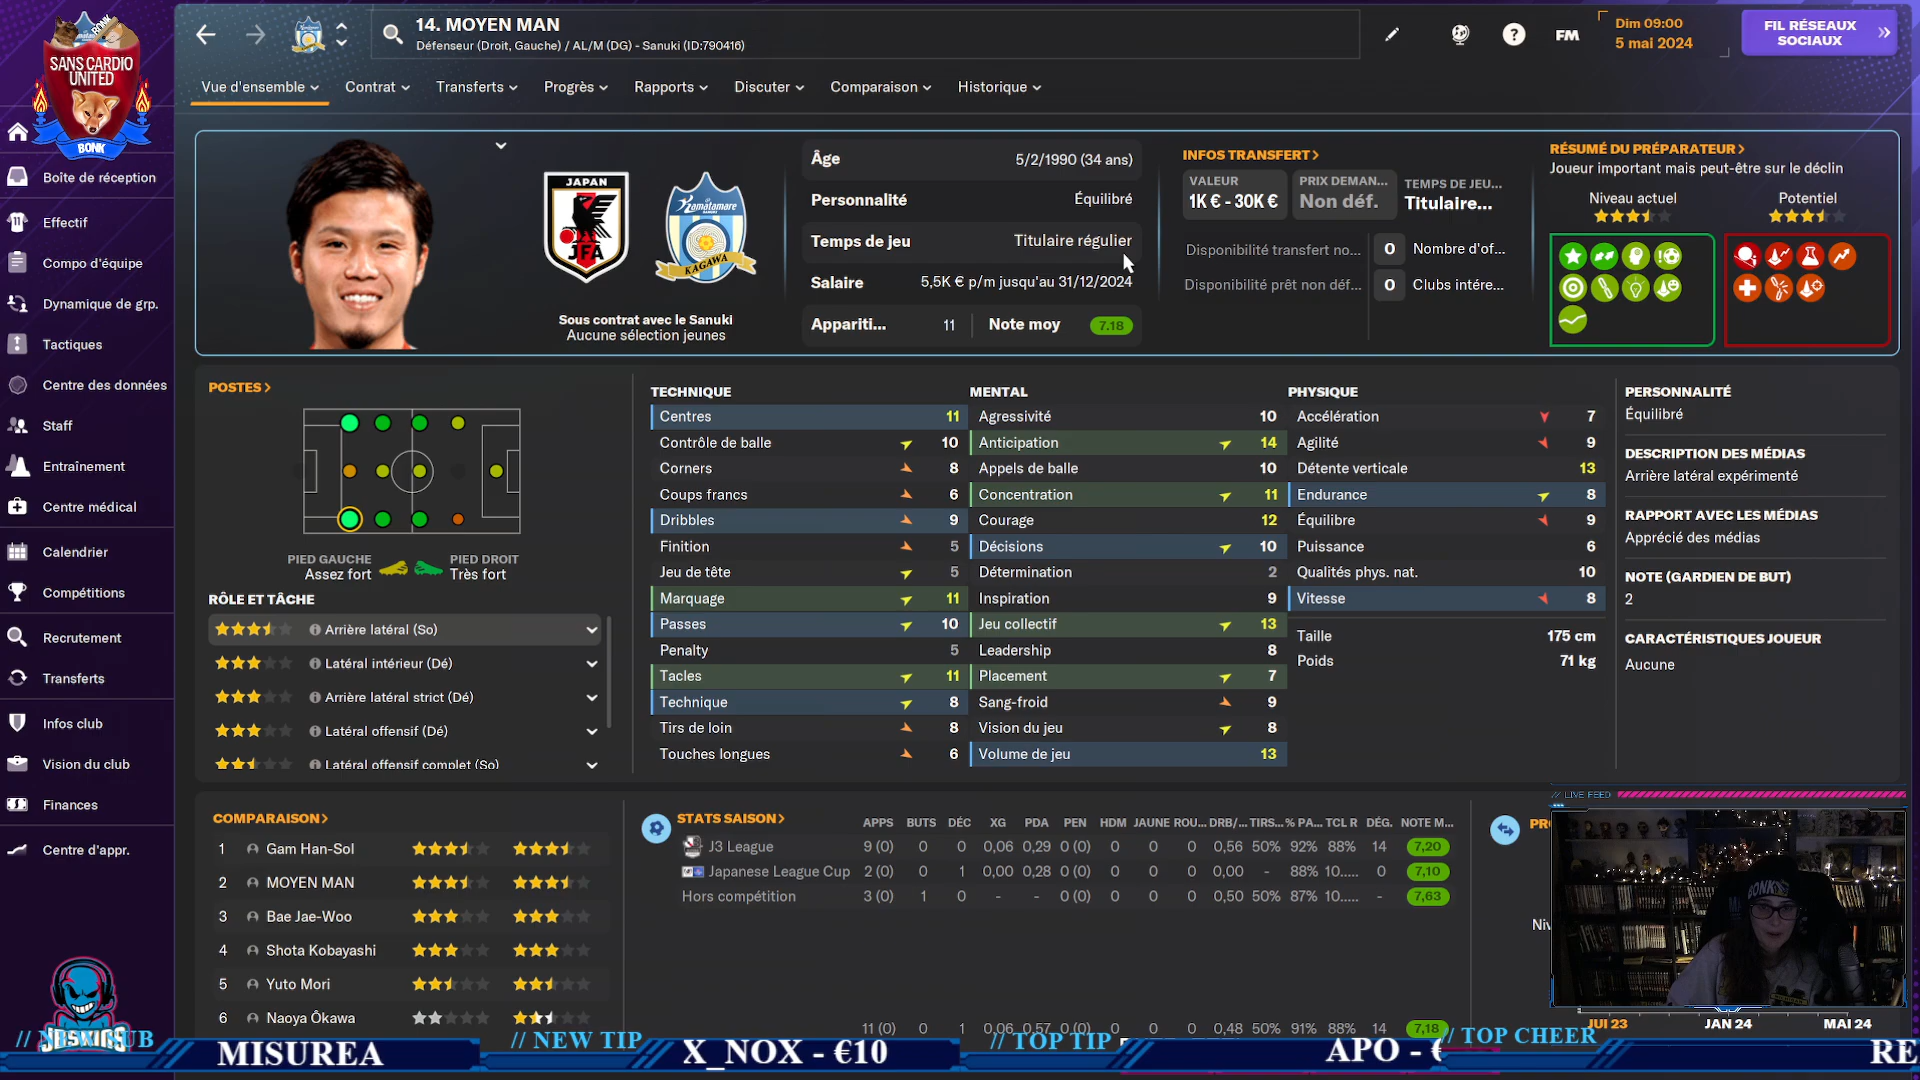 SANS CARDIO
UNITED
BONK
14. MOYEN MAN
Défenseur (Droit, Gauche) / AL/M (DG) - Sanuki (ID:790416)
?
FM
Dim 09:00
5 mai 2024
FIL RÉSEAUX
SOCIAUX
Vue d'ensemble
Contrat
Transferts
Progrès
Rapports
Discuter
Comparaison
Historique
Boîte de réception
Effectif
Compo d'équipe
Dynamique de grp.
Tactiques
Centre des données
Staff
Entraînement
Centre médical
Calendrier
Compétitions
Recrutement
Transferts
Infos club
Vision du club
Finances
Centre d'appr.
JAPAN
JFA
Kamatamare
KAGAWA
Sous contrat avec le Sanuki
Aucune sélection jeunes
Âge 5/2/1990 (34 ans)
Personnalité Équilibré
Temps de jeu Titulaire régulier
Salaire 5,5K € p/m jusqu'au 31/12/2024
Appariti... 11 Note moy 7.18
INFOS TRANSFERT
VALEUR
1K € - 30K €
PRIX DEMAN...
Non déf.
TEMPS DE JEU...
Titulaire...
Disponibilité transfert no... 0 Nombre d'of...
Disponibilité prêt non déf... 0 Clubs intére...
RÉSUMÉ DU PRÉPARATEUR
Joueur important mais peut-être sur le déclin
Niveau actuel
Potentiel
POSTES
PIED GAUCHE
Assez fort
PIED DROIT
Très fort
RÔLE ET TÂCHE
Arrière latéral (So)
Latéral intérieur (Dé)
Arrière latéral strict (Dé)
Latéral offensif (Dé)
Latéral offensif complet (So)
TECHNIQUE
Centres 11
Contrôle de balle 10
Corners 8
Coups francs 6
Dribbles 9
Finition 5
Jeu de tête 5
Marquage 11
Passes 10
Penalty 5
Tacles 11
Technique 8
Tirs de loin 8
Touches longues 6
MENTAL
Agressivité 10
Anticipation 14
Appels de balle 10
Concentration 11
Courage 12
Décisions 10
Détermination 2
Inspiration 9
Jeu collectif 13
Leadership 8
Placement 7
Sang-froid 9
Vision du jeu 8
Volume de jeu 13
PHYSIQUE
Accélération 7
Agilité 9
Détente verticale 13
Endurance 8
Équilibre 9
Puissance 6
Qualités phys. nat. 10
Vitesse 8
Taille 175 cm
Poids 71 kg
PERSONNALITÉ
Équilibré
DESCRIPTION DES MÉDIAS
Arrière latéral expérimenté
RAPPORT AVEC LES MÉDIAS
Apprécié des médias
NOTE (GARDIEN DE BUT)
2
CARACTÉRISTIQUES JOUEUR
Aucune
COMPARAISON
1 Gam Han-Sol
2 MOYEN MAN
3 Bae Jae-Woo
4 Shota Kobayashi
5 Yuto Mori
6 Naoya Ôkawa
STATS SAISON APPS BUTS DÉC XG PDA PEN HDM JAUNE ROU... DRB/... TIRS... % PA... TCL R DÉG. NOTE M...
J3 League 9 (0) 0 0 0,06 0,29 0 (0) 0 0 0 0,56 50% 92% 88% 14 7,20
Japanese League Cup 2 (0) 0 1 0,00 0,28 0 (0) 0 0 0 0,00 - 88% 10..... 0 7,10
Hors compétition 3 (0) 1 0 - - 0 (0) 0 0 0 0,50 50% 87% 10..... - 7,63
11 (0) 0 1 0,06 0,57 0 (0) 0 0 0 0,48 50% 91% 88% 14 7,18
// LIVE FEED
BONK
JUI 23 JAN 24 MAI 24
// NEW SUB
MISUREA
// NEW TIP
X_NOX - €10
// TOP TIP
APO - €
// TOP CHEER
RE